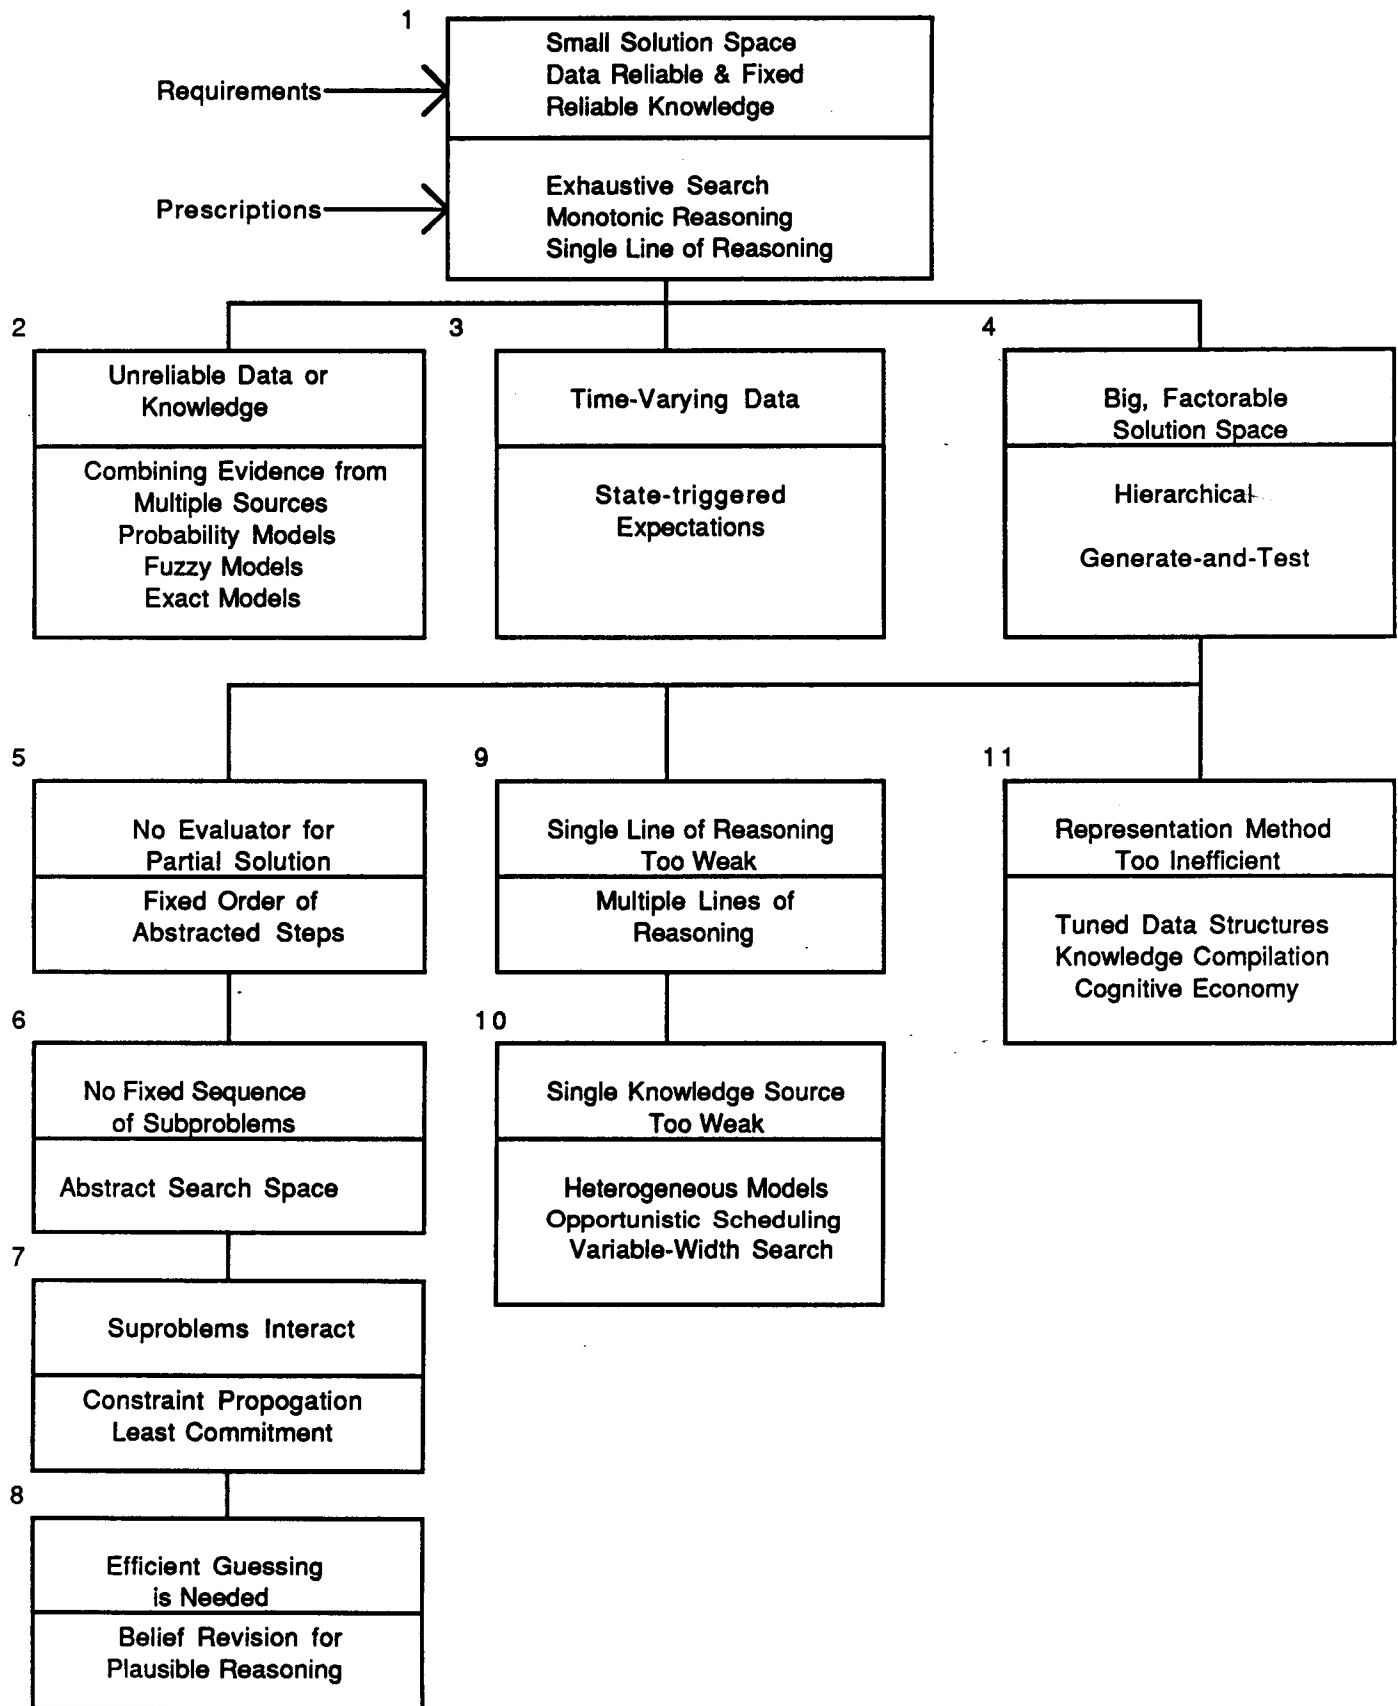 1
Small Solution Space
Data Reliable & Fixed
Reliable Knowledge
Requirements
Exhaustive Search
Monotonic Reasoning
Single Line of Reasoning
Prescriptions
2
Unreliable Data or
Knowledge
Combining Evidence from
Multiple Sources
Probability Models
Fuzzy Models
Exact Models
3
Time-Varying Data
State-triggered
Expectations
4
Big, Factorable
Solution Space
Hierarchical
Generate-and-Test
5
No Evaluator for
Partial Solution
Fixed Order of
Abstracted Steps
9
Single Line of Reasoning
Too Weak
Multiple Lines of
Reasoning
11
Representation Method
Too Inefficient
Tuned Data Structures
Knowledge Compilation
Cognitive Economy
6
No Fixed Sequence
of Subproblems
Abstract Search Space
10
Single Knowledge Source
Too Weak
Heterogeneous Models
Opportunistic Scheduling
Variable-Width Search
7
Suproblems Interact
Constraint Propogation
Least Commitment
8
Efficient Guessing
is Needed
Belief Revision for
Plausible Reasoning